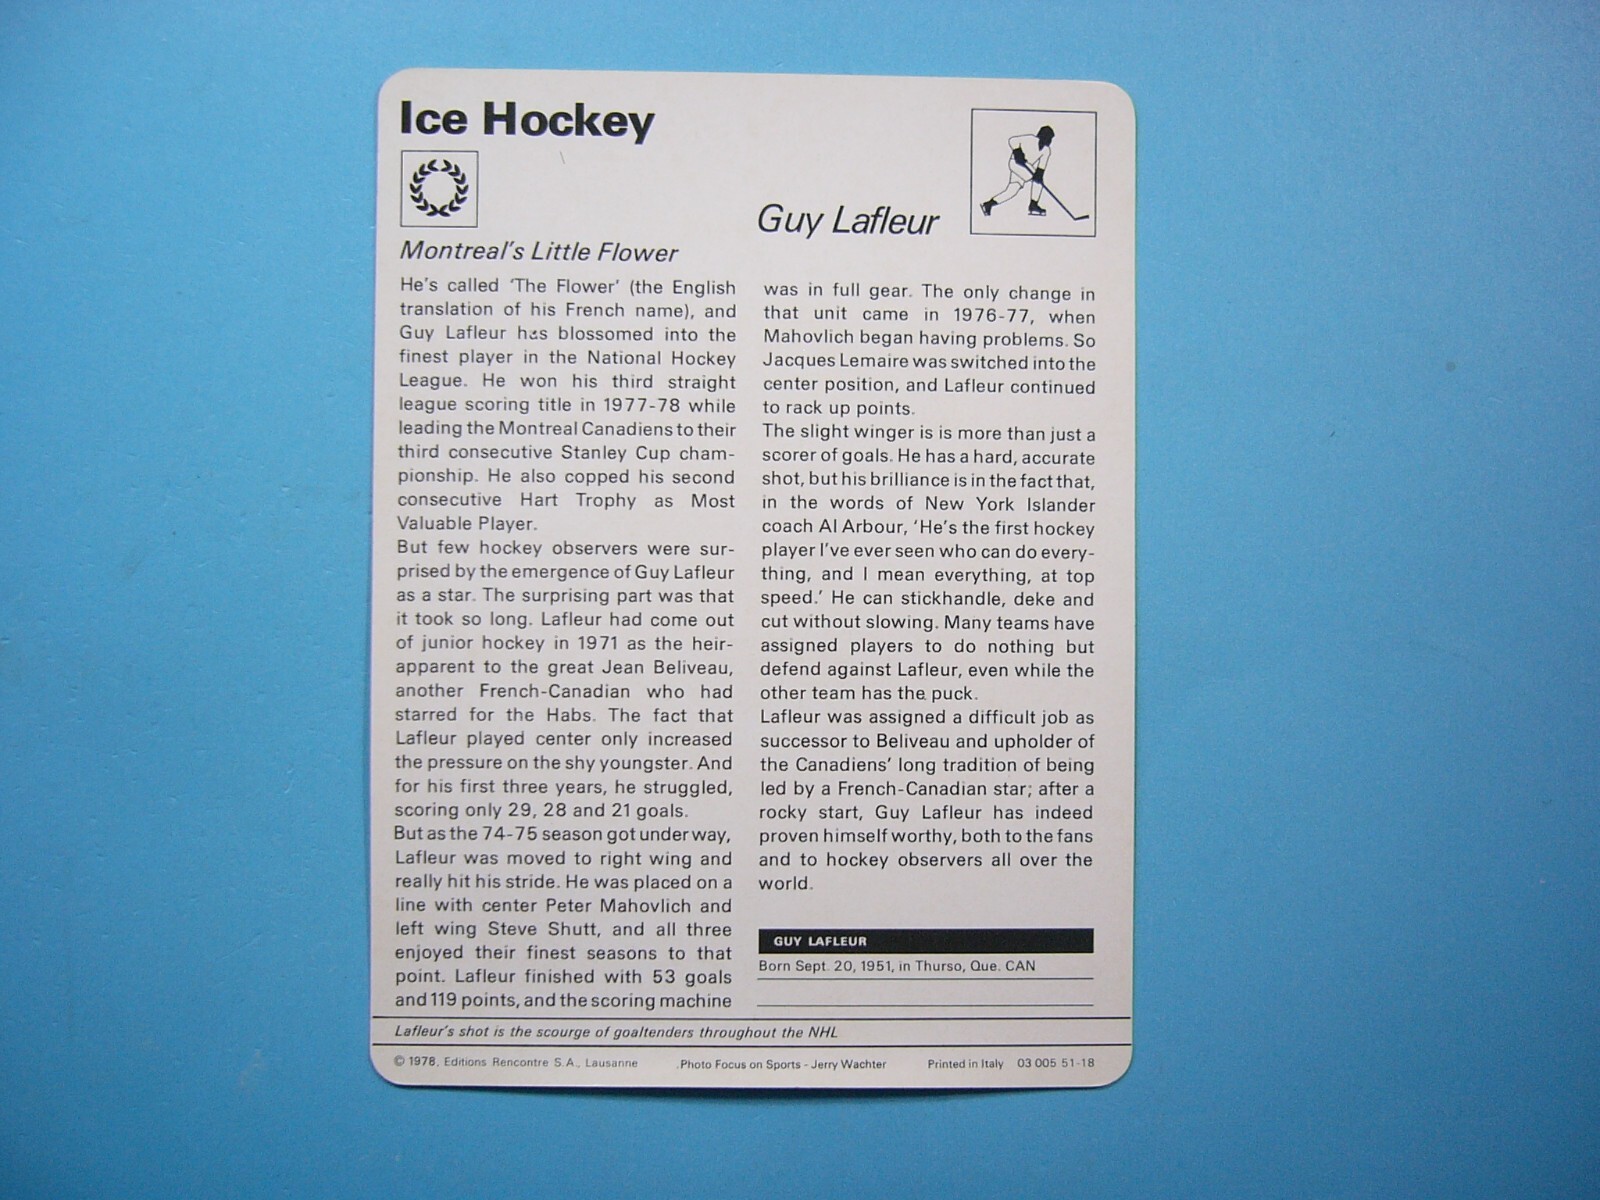 Ice Hockey
Guy Lafleur
Montreal's Little Flower
He's called 'The Flower' (the English
translation of his French name), and
Guy Lafleur has blossomed into the
finest player in the National Hockey
League. He won his third straight
league scoring title in 1977-78 while
leading the Montreal Canadiens to their
third consecutive Stanley Cup cham-
pionship. He also copped his second
consecutive Hart Trophy as Most
Valuable Player.
But few hockey observers were sur-
prised by the emergence of Guy Lafleur
as a star. The surprising part was that
it took so long. Lafleur had come out
of junior hockey in 1971 as the heir-
apparent to the great Jean Beliveau,
another French-Canadian who had
starred for the Habs. The fact that
Lafleur played center only increased
the pressure on the shy youngster. And
for his first three years, he struggled,
scoring only 29, 28 and 21 goals.
But as the 74-75 season got under way,
Lafleur was moved to right wing and
really hit his stride. He was placed on a
line with center Peter Mahovlich and
left wing Steve Shutt, and all three
enjoyed their finest seasons to that
point. Lafleur finished with 53 goals
and 119 points, and the scoring machine
was in full gear. The only change in
that unit came in 1976-77, when
Mahovlich began having problems. So
Jacques Lemaire was switched into the
center position, and Lafleur continued
to rack up points.
The slight winger is is more than just a
scorer of goals. He has a hard, accurate
shot, but his brilliance is in the fact that,
in the words of New York Islander
coach Al Arbour, 'He's the first hockey
player I've ever seen who can do every-
thing, and I mean everything, at top
speed.' He can stickhandle, deke and
cut without slowing. Many teams have
assigned players to do nothing but
defend against Lafleur, even while the
other team has the puck.
Lafleur was assigned a difficult job as
successor to Beliveau and upholder of
the Canadiens' long tradition of being
led by a French-Canadian star; after a
rocky start, Guy Lafleur has indeed
proven himself worthy, both to the fans
and to hockey observers all over the
world.
GUY LAFLEUR
Born Sept. 20, 1951, in Thurso, Que. CAN
Lafleur's shot is the scourge of goaltenders throughout the NHL
© 1978, Editions Rencontre S.A., Lausanne Photo Focus on Sports - Jerry Wachter Printed in Italy 03 005 51-18